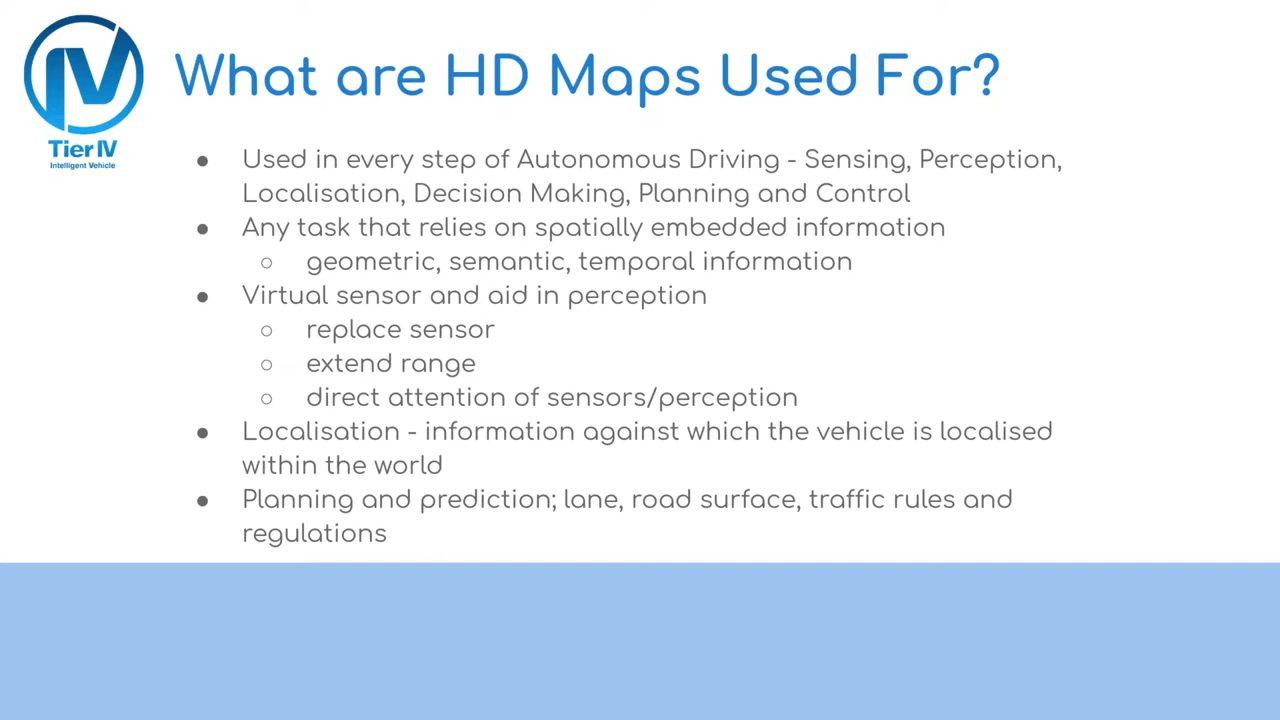 IV
Tier IV
Intelligent Vehicle
What are HD Maps Used For?
● Used in every step of Autonomous Driving - Sensing, Perception,
Localisation, Decision Making, Planning and Control
● Any task that relies on spatially embedded information
○ geometric, semantic, temporal information
● Virtual sensor and aid in perception
○ replace sensor
○ extend range
○ direct attention of sensors/perception
● Localisation - information against which the vehicle is localised
within the world
● Planning and prediction; lane, road surface, traffic rules and
regulations